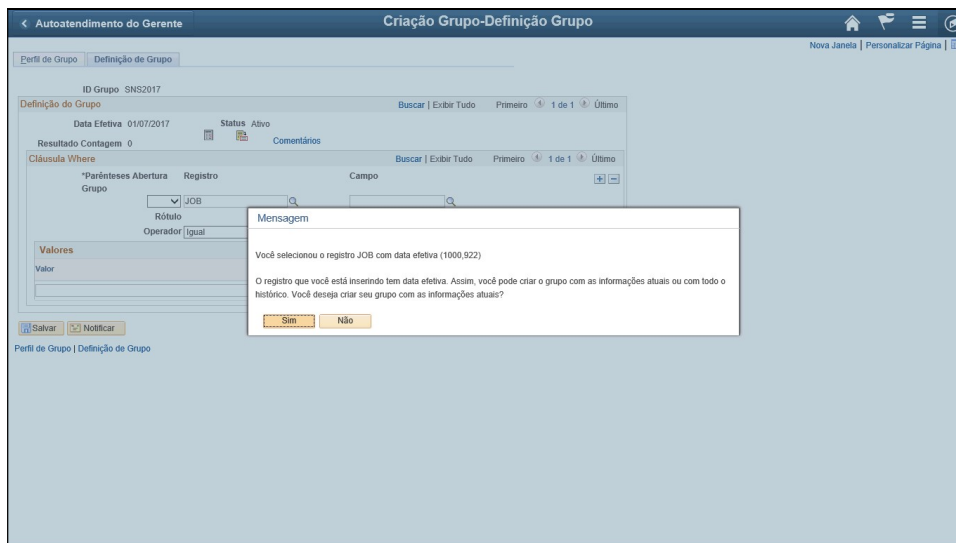 Autoatendimento do Gerente
Criação Grupo-Definição Grupo
Nova Janela | Personalizar Página |
Perfil de Grupo Definição de Grupo
ID Grupo SNS2017
Definição do Grupo Buscar | Exibir Tudo Primeiro 1 de 1 Último
Data Efetiva 01/07/2017 Status Ativo
Resultado Contagem 0 Comentários
Cláusula Where Buscar | Exibir Tudo Primeiro 1 de 1 Último
*Parênteses Abertura Registro Campo
Grupo
JOB
Rótulo
Operador Igual
Valores
Valor
Mensagem
Você selecionou o registro JOB com data efetiva (1000,922)
O registro que você está inserindo tem data efetiva. Assim, você pode criar o grupo com as informações atuais ou com todo o
histórico. Você deseja criar seu grupo com as informações atuais?
Sim Não
Salvar Notificar
Perfil de Grupo | Definição de Grupo